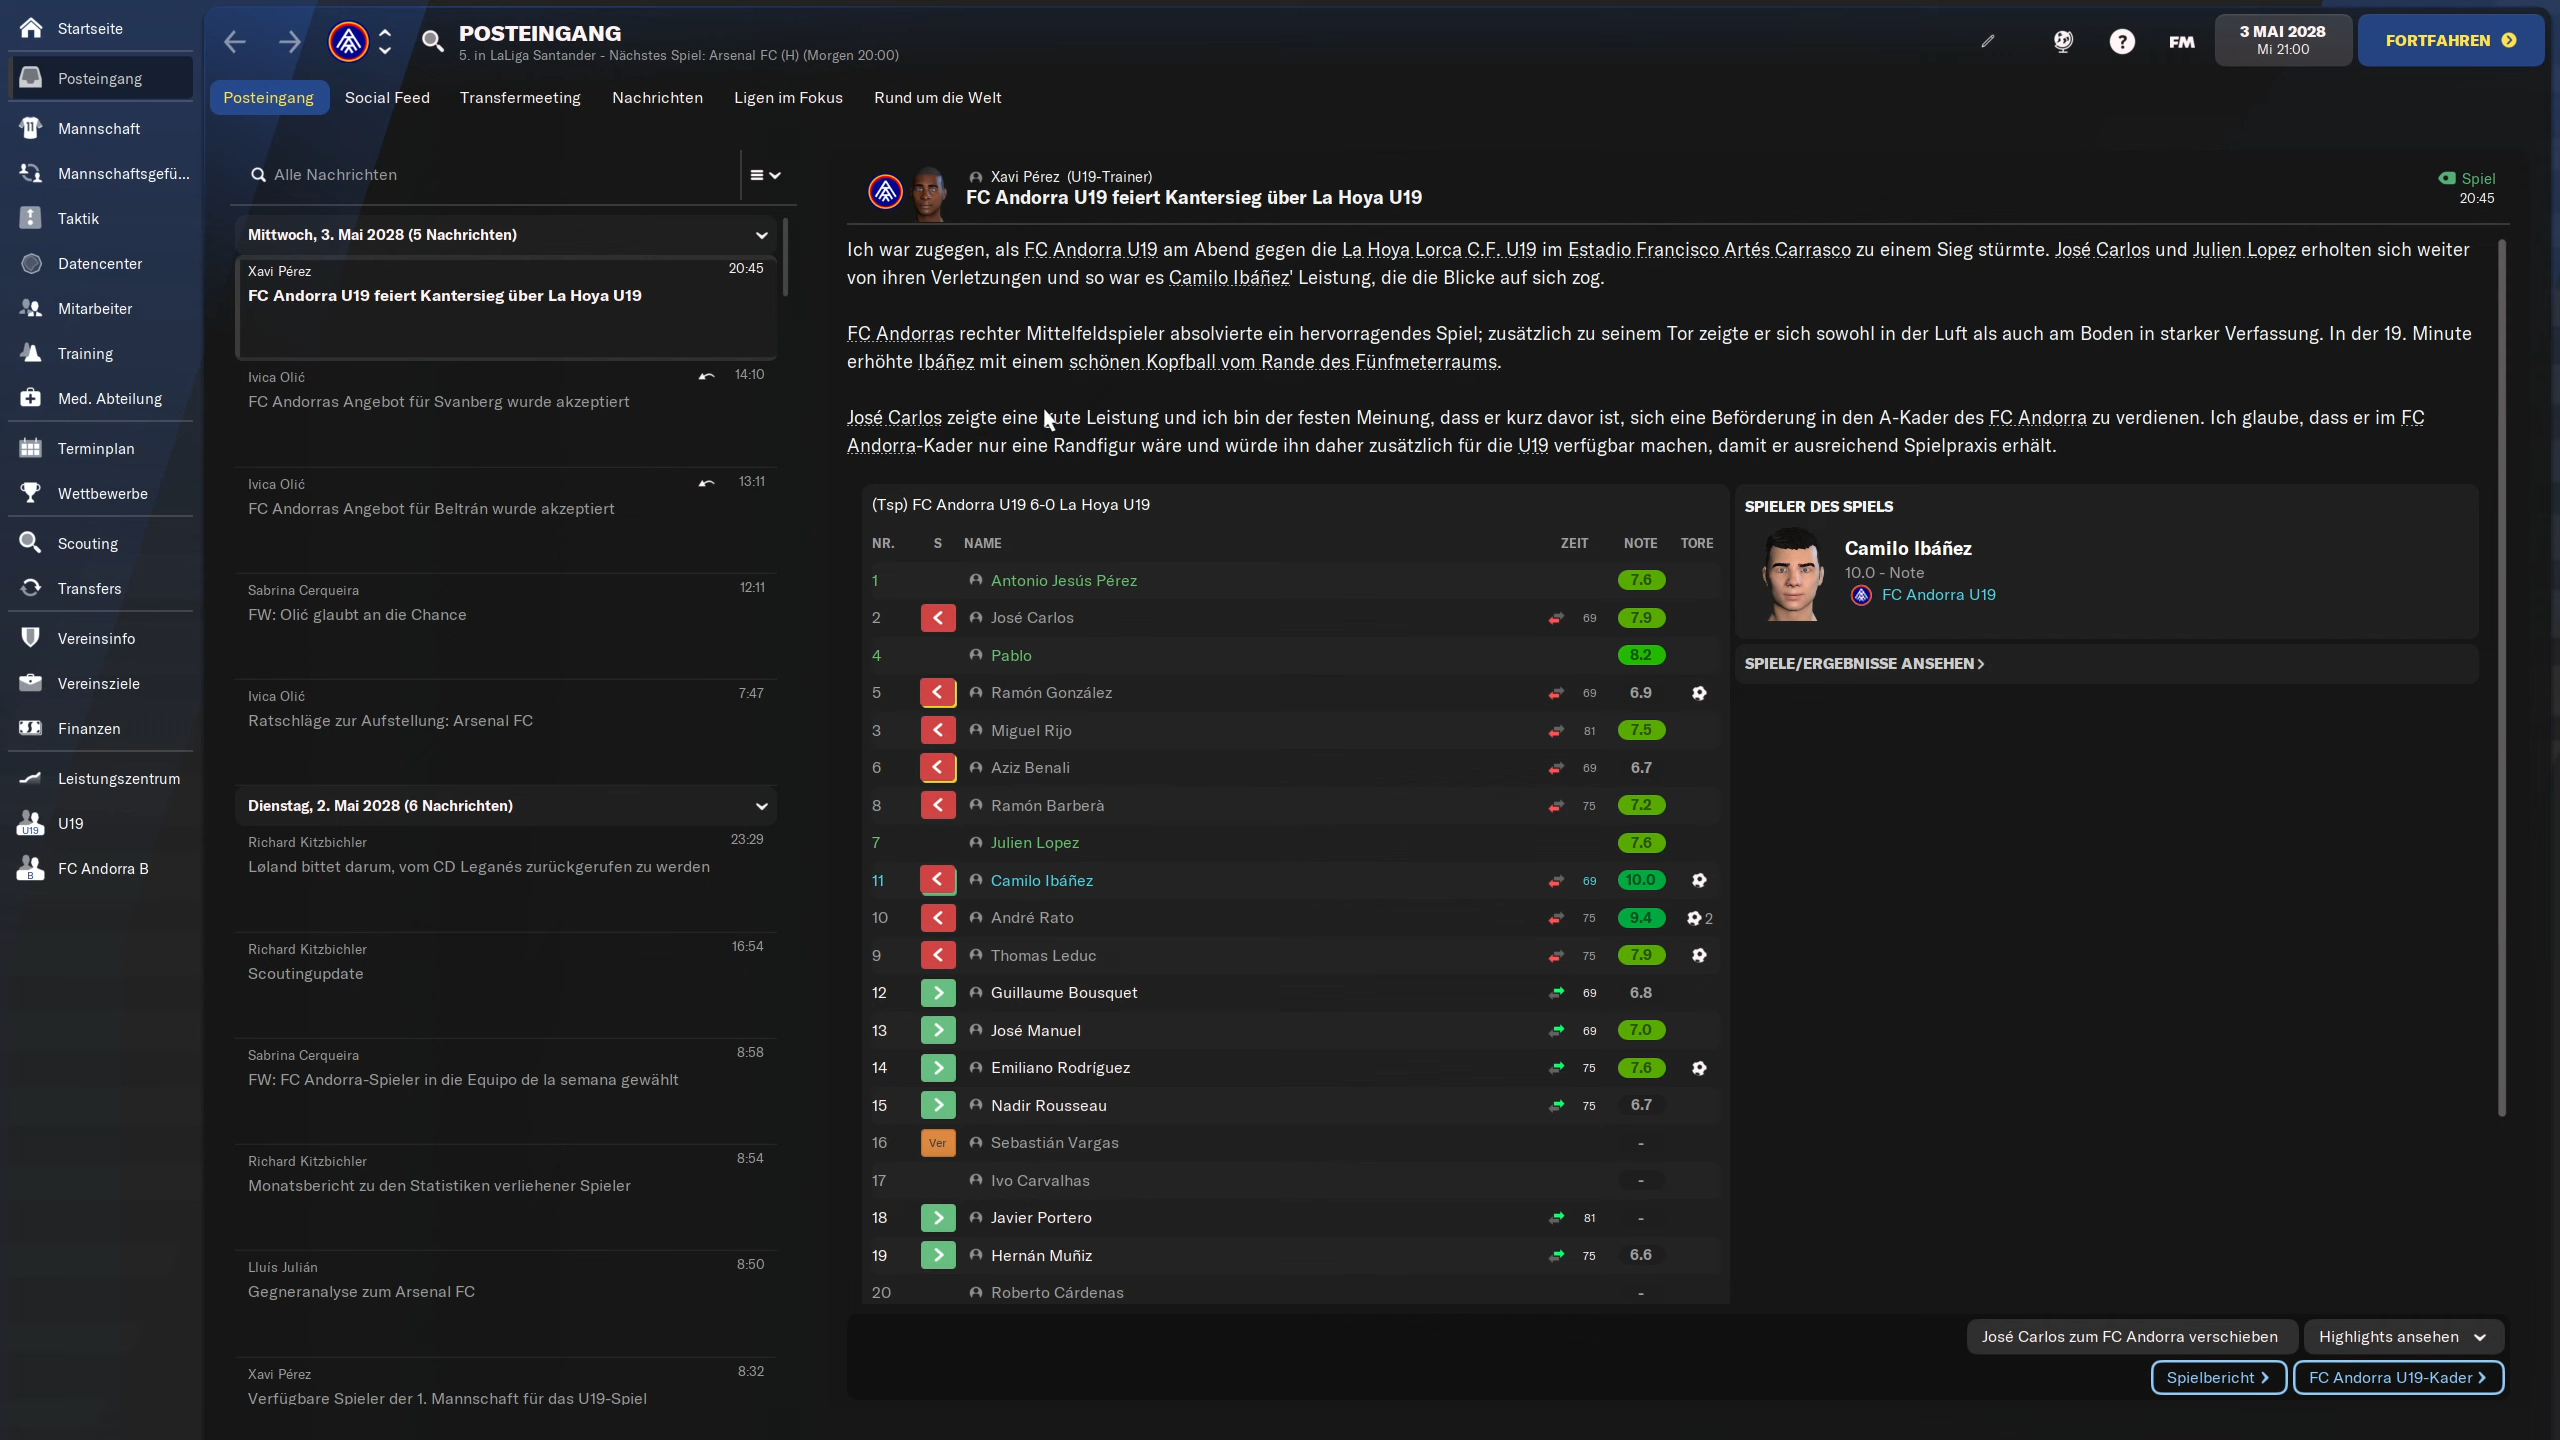 Startseite
Posteingang
Mannschaft
Mannschaftsgefü...
Taktik
Datencenter
Mitarbeiter
Training
Med. Abteilung
Terminplan
Wettbewerbe
Scouting
Transfers
Vereinsinfo
Vereinsziele
Finanzen
Leistungszentrum
U19 U19
B FC Andorra B
POSTEINGANG
5. in LaLiga Santander - Nächstes Spiel: Arsenal FC (H) (Morgen 20:00)
? FM
3 MAI 2028
Mi 21:00
FORTFAHREN
Posteingang Social Feed Transfermeeting Nachrichten Ligen im Fokus Rund um die Welt
Alle Nachrichten
Mittwoch, 3. Mai 2028 (5 Nachrichten)
Xavi Pérez 20:45
FC Andorra U19 feiert Kantersieg über La Hoya U19
Ivica Olić 14:10
FC Andorras Angebot für Svanberg wurde akzeptiert
Ivica Olić 13:11
FC Andorras Angebot für Beltrán wurde akzeptiert
Sabrina Cerqueira 12:11
FW: Olić glaubt an die Chance
Ivica Olić 7:47
Ratschläge zur Aufstellung: Arsenal FC
Dienstag, 2. Mai 2028 (6 Nachrichten)
Richard Kitzbichler 23:29
Løland bittet darum, vom CD Leganés zurückgerufen zu werden
Richard Kitzbichler 16:54
Scoutingupdate
Sabrina Cerqueira 8:58
FW: FC Andorra-Spieler in die Equipo de la semana gewählt
Richard Kitzbichler 8:54
Monatsbericht zu den Statistiken verliehener Spieler
Lluís Julián 8:50
Gegneranalyse zum Arsenal FC
Xavi Pérez 8:32
Verfügbare Spieler der 1. Mannschaft für das U19-Spiel
Xavi Pérez (U19-Trainer)
FC Andorra U19 feiert Kantersieg über La Hoya U19
Spiel
20:45
Ich war zugegen, als FC Andorra U19 am Abend gegen die La Hoya Lorca C.F. U19 im Estadio Francisco Artés Carrasco zu einem Sieg stürmte. José Carlos und Julien Lopez erholten sich weiter
von ihren Verletzungen und so war es Camilo Ibáñez' Leistung, die die Blicke auf sich zog.
FC Andorras rechter Mittelfeldspieler absolvierte ein hervorragendes Spiel; zusätzlich zu seinem Tor zeigte er sich sowohl in der Luft als auch am Boden in starker Verfassung. In der 19. Minute
erhöhte Ibáñez mit einem schönen Kopfball vom Rande des Fünfmeterraums.
José Carlos zeigte eine gute Leistung und ich bin der festen Meinung, dass er kurz davor ist, sich eine Beförderung in den A-Kader des FC Andorra zu verdienen. Ich glaube, dass er im FC
Andorra-Kader nur eine Randfigur wäre und würde ihn daher zusätzlich für die U19 verfügbar machen, damit er ausreichend Spielpraxis erhält.
(Tsp) FC Andorra U19 6-0 La Hoya U19
NR. S NAME ZEIT NOTE TORE
1 Antonio Jesús Pérez 7.6
2 José Carlos 69 7.9
4 Pablo 8.2
5 Ramón González 69 6.9
3 Miguel Rijo 81 7.5
6 Aziz Benali 69 6.7
8 Ramón Barberà 75 7.2
7 Julien Lopez 7.6
11 Camilo Ibáñez 69 10.0
10 André Rato 75 9.4 2
9 Thomas Leduc 75 7.9
12 Guillaume Bousquet 69 6.8
13 José Manuel 69 7.0
14 Emiliano Rodríguez 75 7.6
15 Nadir Rousseau 75 6.7
16 Ver Sebastián Vargas -
17 Ivo Carvalhas -
18 Javier Portero 81 -
19 Hernán Muñiz 75 6.6
20 Roberto Cárdenas -
SPIELER DES SPIELS
Camilo Ibáñez
10.0 - Note
FC Andorra U19
SPIELE/ERGEBNISSE ANSEHEN
José Carlos zum FC Andorra verschieben Highlights ansehen
Spielbericht FC Andorra U19-Kader